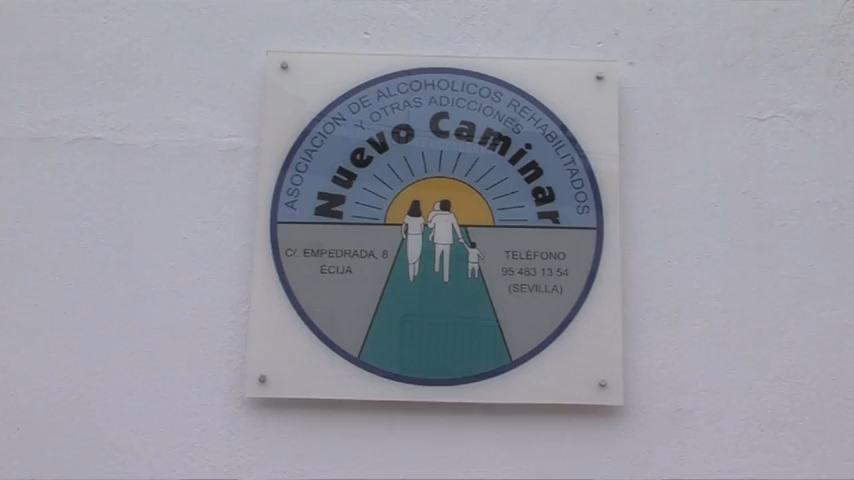 ASOCIACION DE ALCOHOLICOS REHABILITADOS
Y OTRAS ADICCIONES
Nuevo Caminar
C/. EMPEDRADA, 8
ÉCIJA
TELÉFONO
95 483 13 54
(SEVILLA)